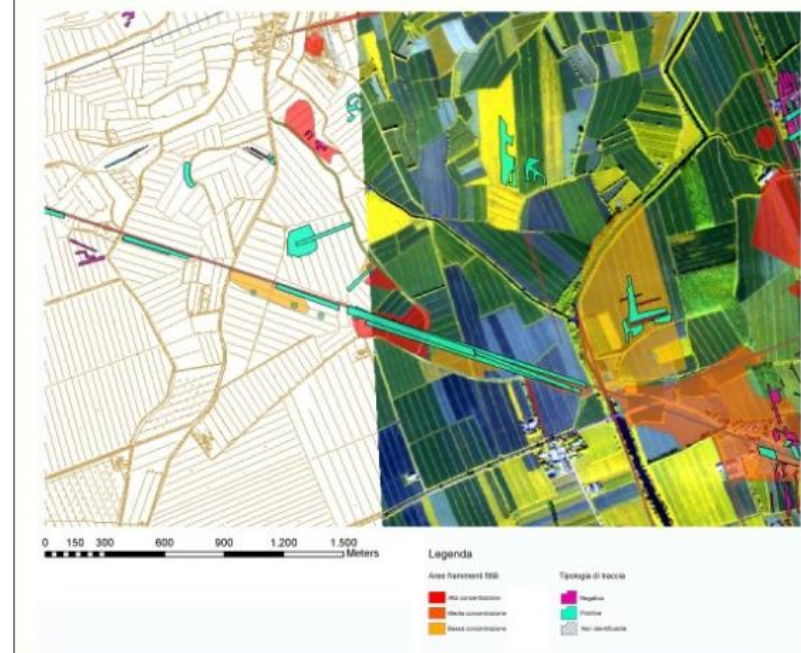 0 150 300 600 900 1.200 1.500
Meters
Legenda
Aree frammenti fittili
Tipologia di traccia
Alta concentrazione
Negativa
Media concentrazione
Positiva
Bassa concentrazione
Non identificabile